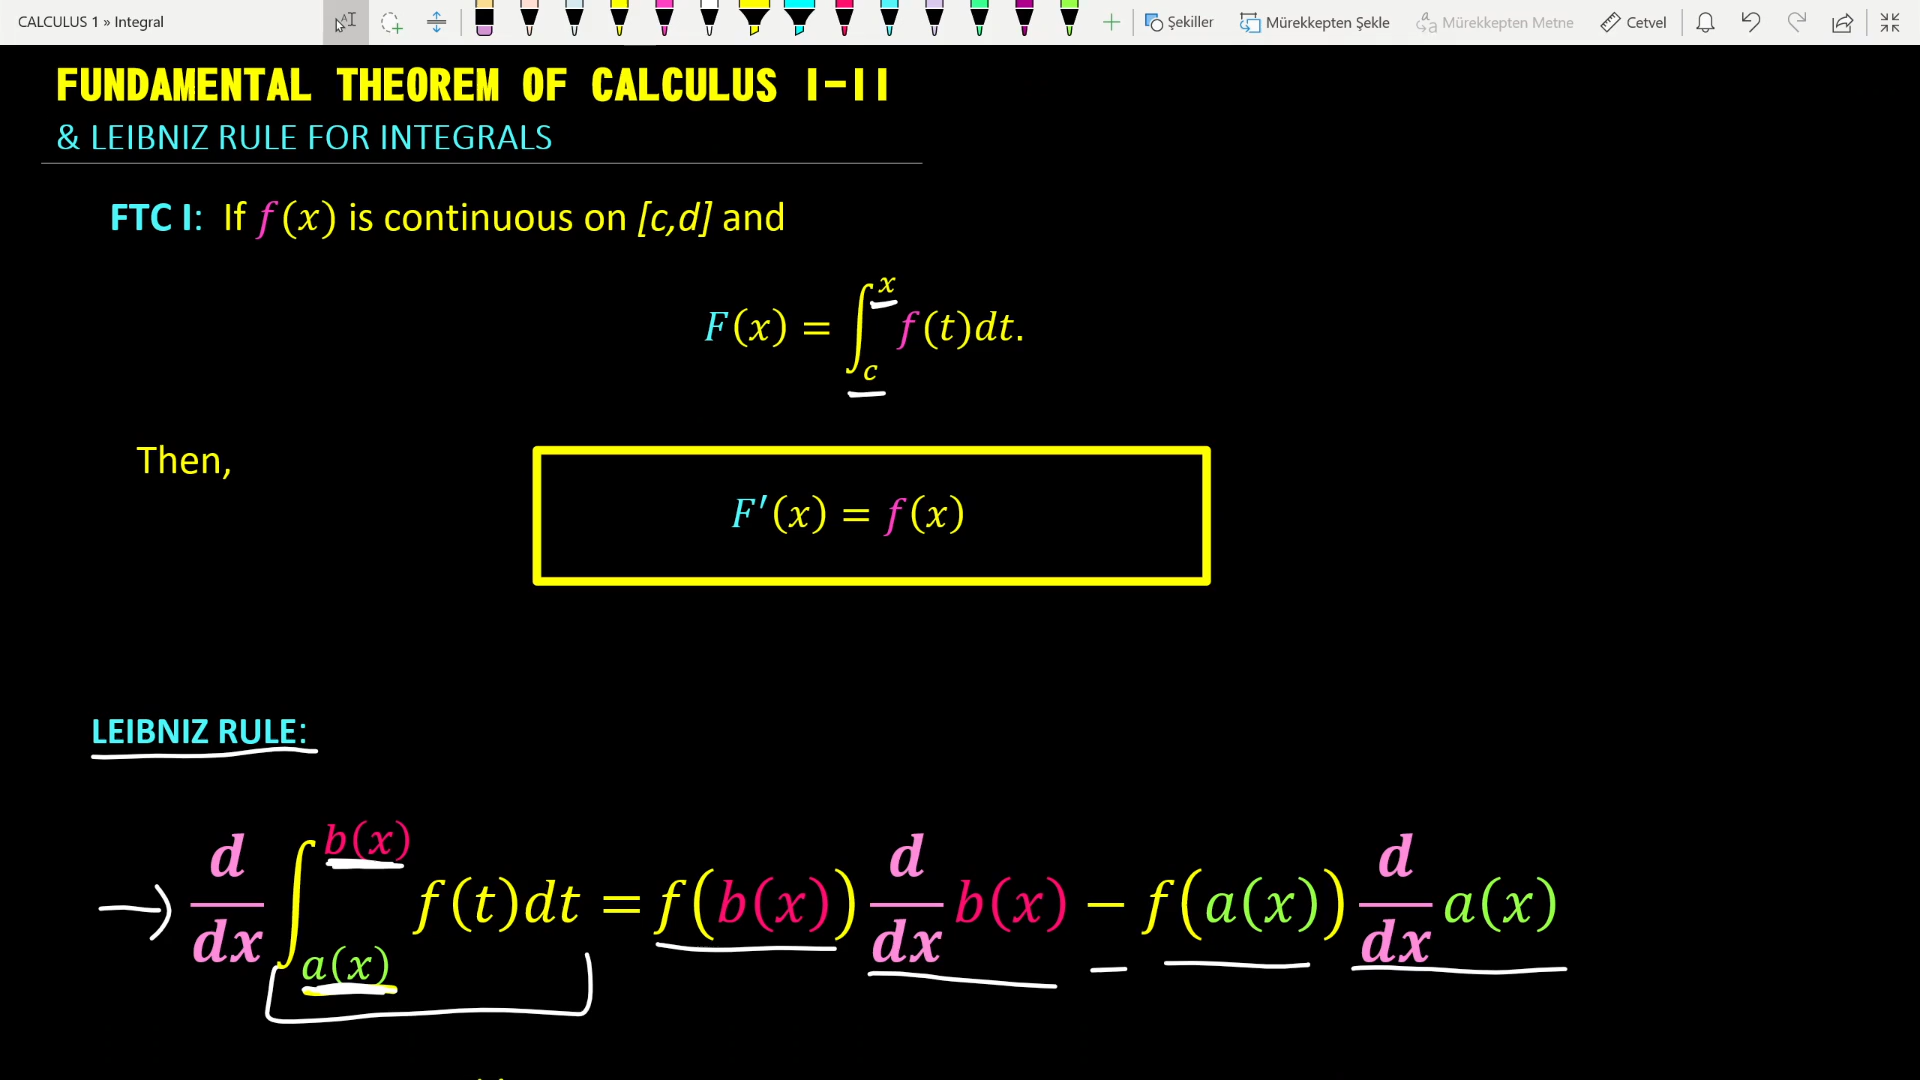 CALCULUS 1 » Integral
Şekiller Mürekkepten Şekle Mürekkepten Metne Cetvel
FUNDAMENTAL THEOREM OF CALCULUS I-II
& LEIBNIZ RULE FOR INTEGRALS
FTC I: If f(x) is continuous on [c,d] and
F(x) = ∫_c^x f(t)dt.
Then,
F′(x) = f(x)
LEIBNIZ RULE:
d/dx ∫_{a(x)}^{b(x)} f(t)dt = f(b(x)) d/dx b(x) − f(a(x)) d/dx a(x)